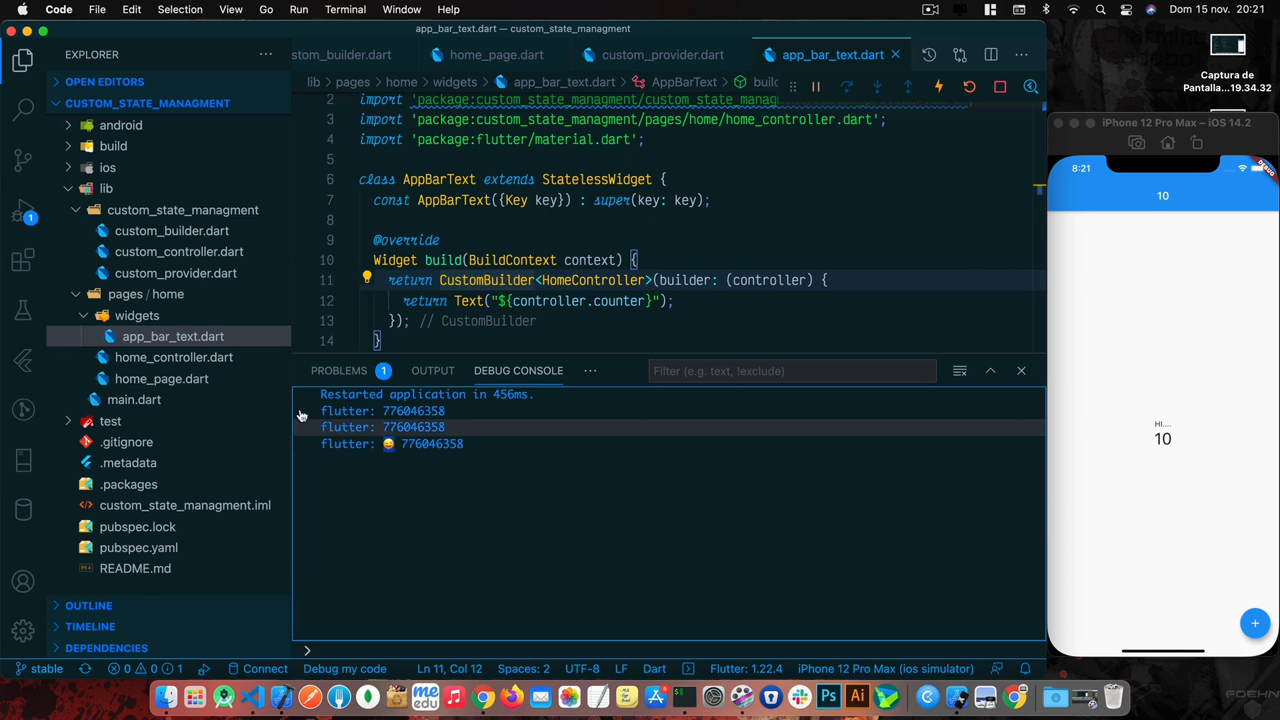 Code File Edit Selection View Go Run Terminal Window Help Dom 15 nov. 20:21
app_bar_text.dart — custom_state_managment
EXPLORER
ustom_builder.dart home_page.dart custom_provider.dart app_bar_text.dart
lib pages home widgets app_bar_text.dart AppBarText build
OPEN EDITORS
CUSTOM_STATE_MANAGMENT
android
build
ios
lib
custom_state_managment
custom_builder.dart
custom_controller.dart
custom_provider.dart
pages / home
widgets
app_bar_text.dart
home_controller.dart
home_page.dart
main.dart
test
.gitignore
.metadata
.packages
custom_state_managment.iml
pubspec.lock
pubspec.yaml
README.md
OUTLINE
TIMELINE
DEPENDENCIES
2 import 'package:custom_state_managment/custom_state_manag
3 import 'package:custom_state_managment/pages/home/home_controller.dart';
4 import 'package:flutter/material.dart';
5
6 class AppBarText extends StatelessWidget {
7 const AppBarText({Key key}) : super(key: key);
8
9 @override
10 Widget build(BuildContext context) {
11 return CustomBuilder<HomeController>(builder: (controller) {
12 return Text("${controller.counter}");
13 }); // CustomBuilder
14 }
PROBLEMS 1 OUTPUT DEBUG CONSOLE Filter (e.g. text, !exclude)
Restarted application in 456ms.
flutter: 776046358
flutter: 776046358
flutter: 😄 776046358
1
stable 0 0 1 Connect Debug my code Ln 11, Col 12 Spaces: 2 UTF-8 LF Dart Flutter: 1.22.4 iPhone 12 Pro Max (ios simulator)
Captura de
Pantalla...19.34.32
iPhone 12 Pro Max – iOS 14.2
8:21
DEBUG
10
HI....
10
+
me
edu
Ps
Ai
FOEHN